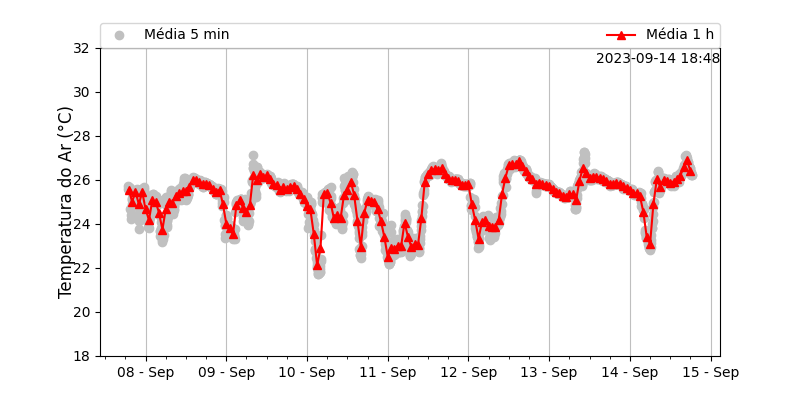 Média 5 min
Média 1 h
2023-09-14 18:48
Temperatura do Ar (°C)
32
30
28
26
24
22
20
18
08 - Sep
09 - Sep
10 - Sep
11 - Sep
12 - Sep
13 - Sep
14 - Sep
15 - Sep